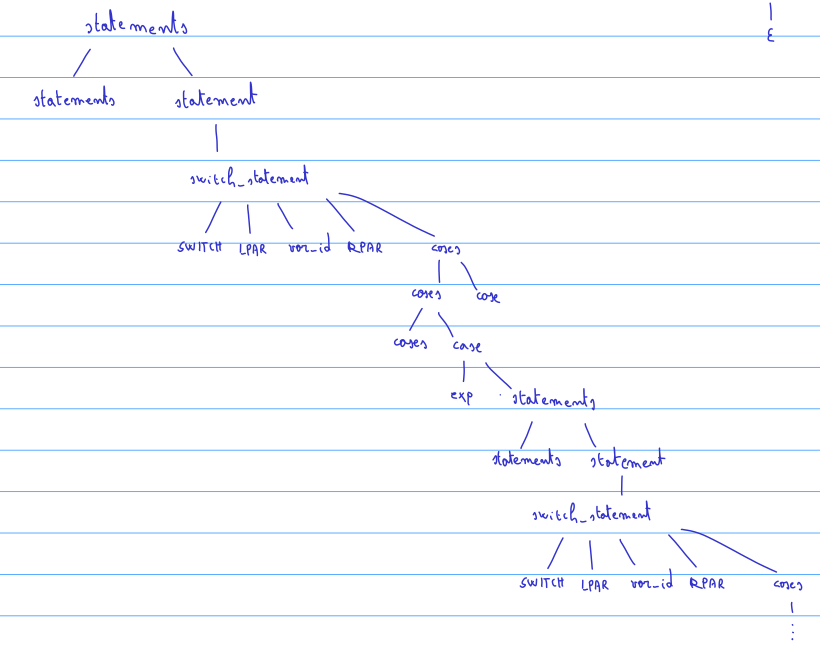 statements
ε
statements statement
switch_statement
SWITCH LPAR var_id RPAR cases
cases case
cases case
exp statements
statements statement
switch_statement
SWITCH LPAR var_id RPAR cases
⋮